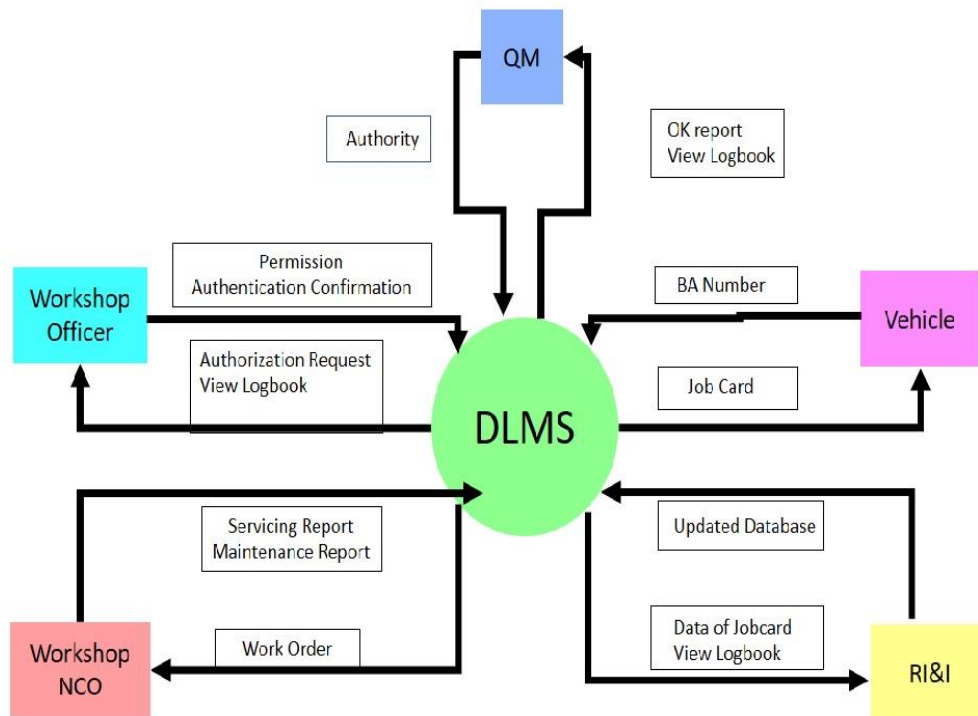 QM
Authority
OK report
View Logbook
Permission
Authentication Confirmation
BA Number
Workshop
Officer
Vehicle
Authorization Request
View Logbook
Job Card
DLMS
Servicing Report
Maintenance Report
Updated Database
Work Order
Data of Jobcard
View Logbook
Workshop
NCO
RI&I